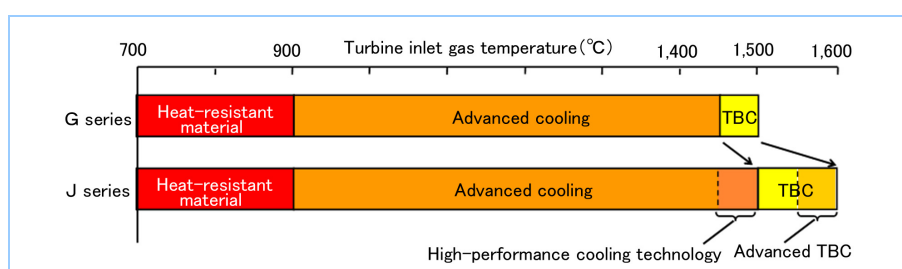 Turbine inlet gas temperature(℃)
700 900 1,400 1,500 1,600
G series
Heat-resistant
material
Advanced cooling
TBC
J series
Heat-resistant
material
Advanced cooling
TBC
High-performance cooling technology
Advanced TBC